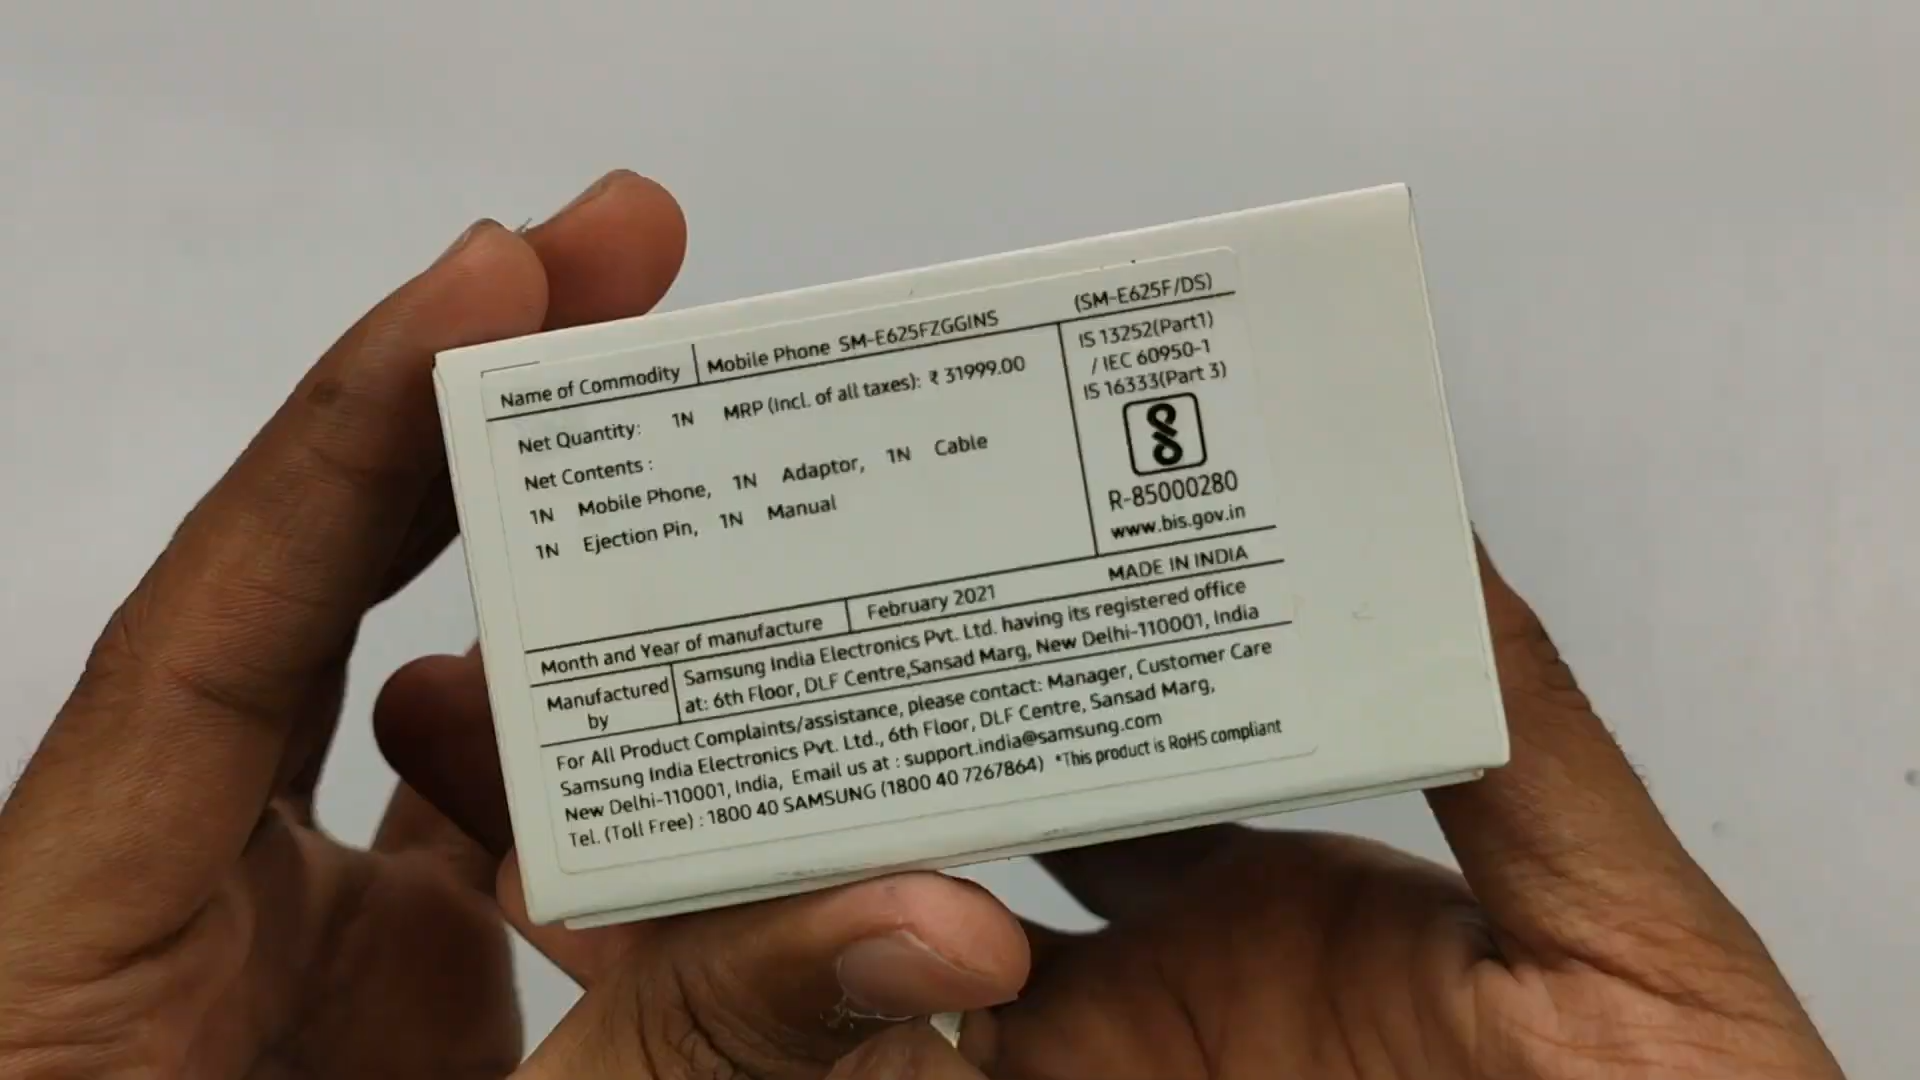 Name of Commodity Mobile Phone SM-E625FZGGINS (SM-E625F/DS)
Net Quantity: 1N MRP (Incl. of all taxes): ₹ 31999.00
Net Contents :
1N Mobile Phone, 1N Adaptor, 1N Cable
1N Ejection Pin, 1N Manual
IS 13252(Part1)
/ IEC 60950-1
IS 16333(Part 3)
R-85000280
www.bis.gov.in
Month and Year of manufacture February 2021 MADE IN INDIA
Manufactured by
Samsung India Electronics Pvt. Ltd. having its registered office
at: 6th Floor, DLF Centre,Sansad Marg, New Delhi-110001, India
For All Product Complaints/assistance, please contact: Manager, Customer Care
Samsung India Electronics Pvt. Ltd., 6th Floor, DLF Centre, Sansad Marg,
New Delhi-110001, India, Email us at : support.india@samsung.com
Tel. (Toll Free) : 1800 40 SAMSUNG (1800 40 7267864) *This product is RoHS compliant